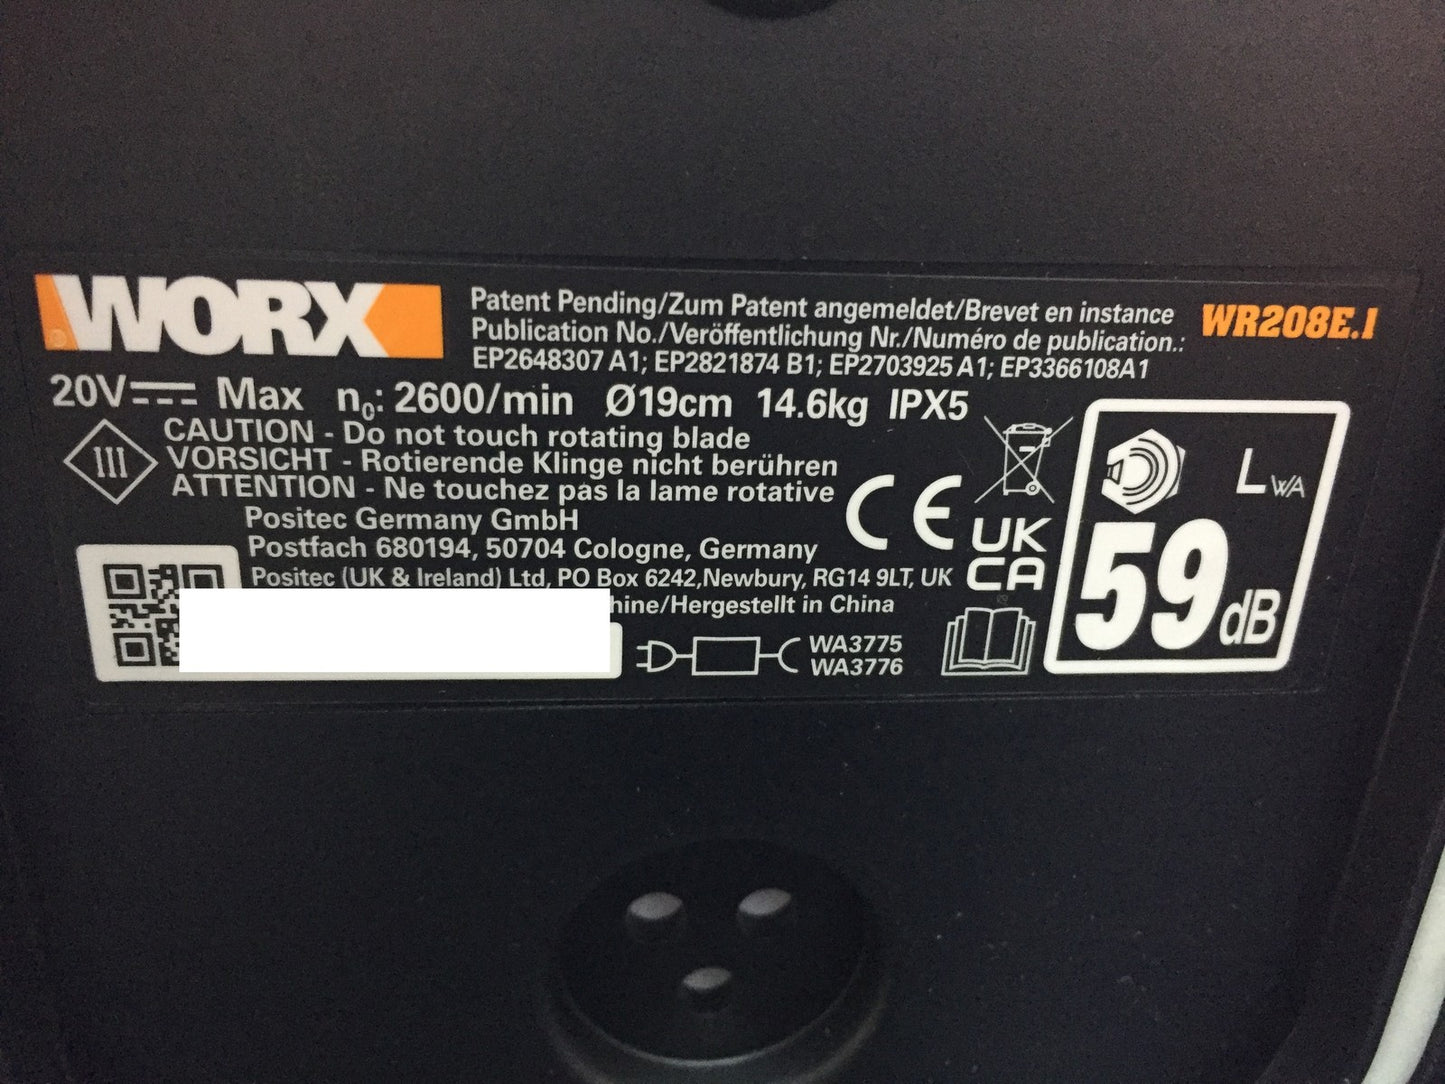 WORX
Patent Pending/Zum Patent angemeldet/Brevet en instance
WR208E.1
Publication No./Veröffentlichung Nr./Numéro de publication.:
EP2648307 A1; EP2821874 B1; EP2703925 A1; EP3366108A1
20V Max n₀: 2600/min Ø19cm 14.6kg IPX5
III
CAUTION - Do not touch rotating blade
VORSICHT - Rotierende Klinge nicht berühren
ATTENTION - Ne touchez pas la lame rotative
Positec Germany GmbH
Postfach 680194, 50704 Cologne, Germany
Positec (UK & Ireland) Ltd, PO Box 6242,Newbury, RG14 9LT, UK
hine/Hergestellt in China
WA3775
WA3776
CE
UK
CA
LWA
59 dB